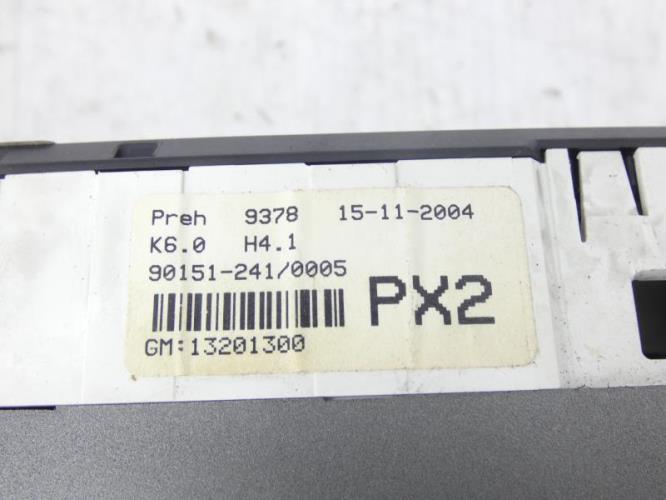 Preh 9378 15-11-2004
K6.0 H4.1
90151-241/0005
PX2
GM:13201300